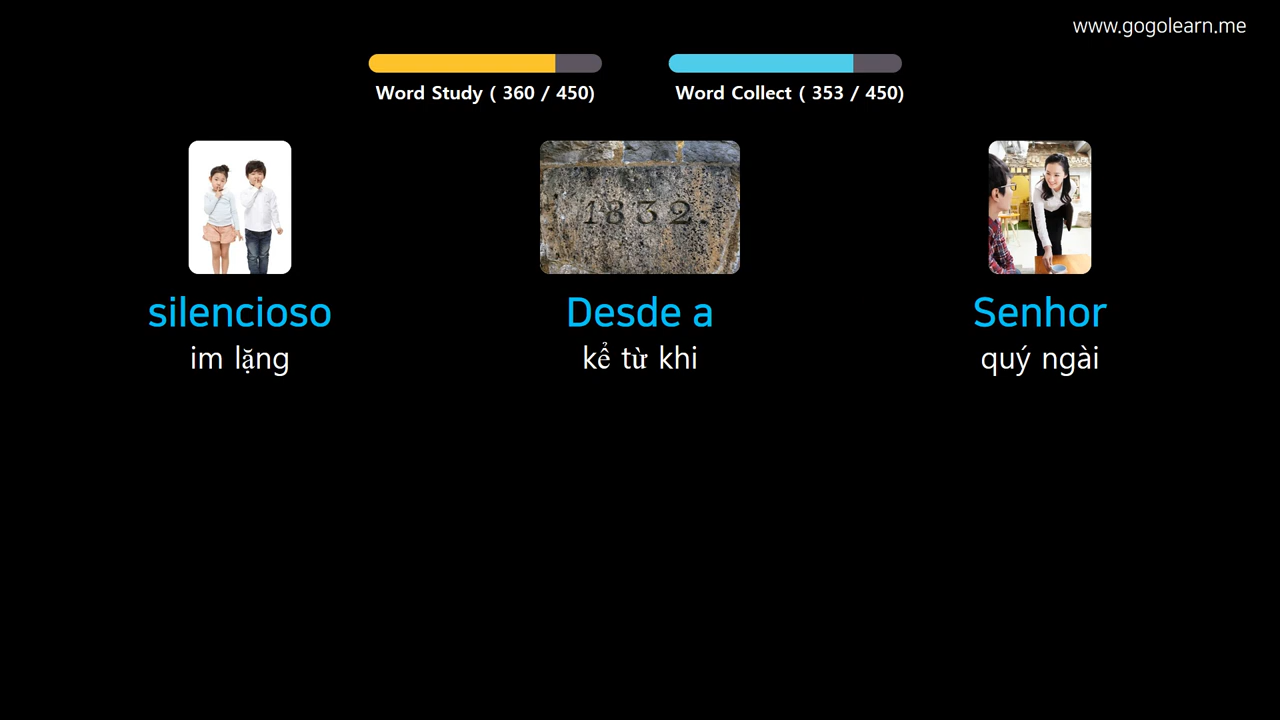 www.gogolearn.me
Word Study ( 360 / 450)
Word Collect ( 353 / 450)
1832.
silencioso
Desde a
Senhor
im lặng
kể từ khi
quý ngài